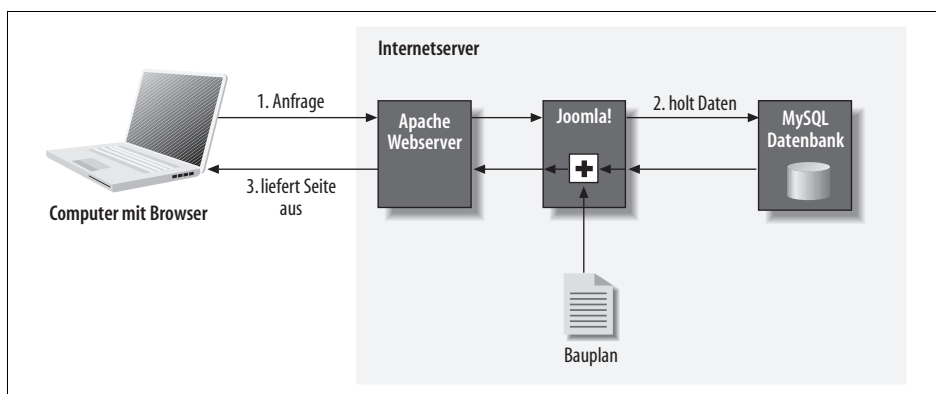 Internetserver
1. Anfrage
Apache
Webserver
Joomla!
2. holt Daten
MySQL
Datenbank
3. liefert Seite
aus
Computer mit Browser
Bauplan